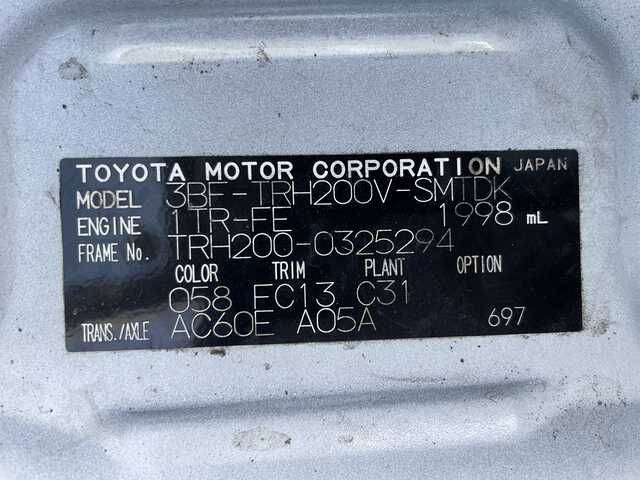 TOYOTA MOTOR CORPORATION JAPAN
MODEL 3BF-TRH200V-SMTDK
ENGINE 1TR-FE 1998 mL
FRAME No. TRH200-0325294
COLOR TRIM PLANT OPTION
058 FC13 C31
TRANS./AXLE AC60E A05A 697